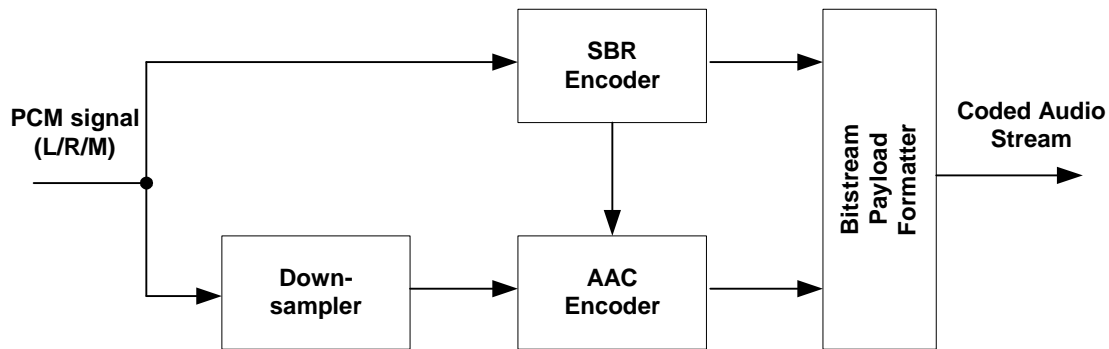 SBR
Encoder
PCM signal
(L/R/M)
Down-
sampler
AAC
Encoder
Bitstream
Payload
Formatter
Coded Audio
Stream